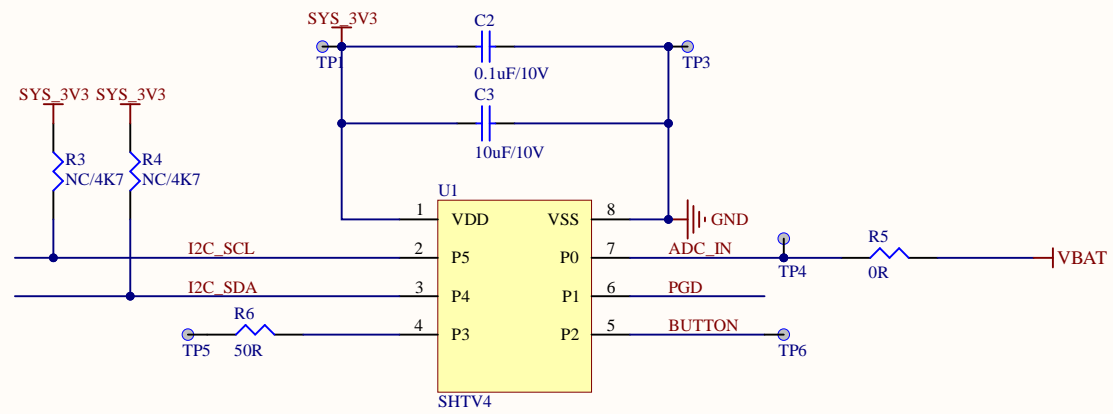 SYS_3V3
C2
TP1
TP3
0.1uF/10V
SYS_3V3 SYS_3V3
C3
10uF/10V
R3
NC/4K7
R4
NC/4K7
U1
1 VDD VSS 8 GND
I2C_SCL 2 P5 P0 7 ADC_IN
R5
VBAT
TP4
0R
I2C_SDA 3 P4 P1 6 PGD
R6
4 P3 P2 5 BUTTON
TP5 50R
TP6
SHTV4